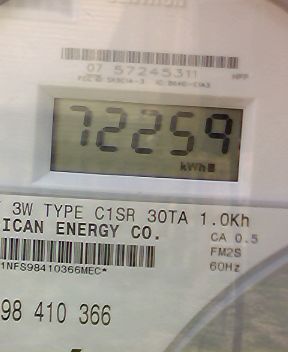 07 57245311
72259
kWh
3W TYPE C1SR 30TA 1.0Kh
ICAN ENERGY CO.
CA 0.5
FM2S
60Hz
1NFS98410366MEC*
98 410 366